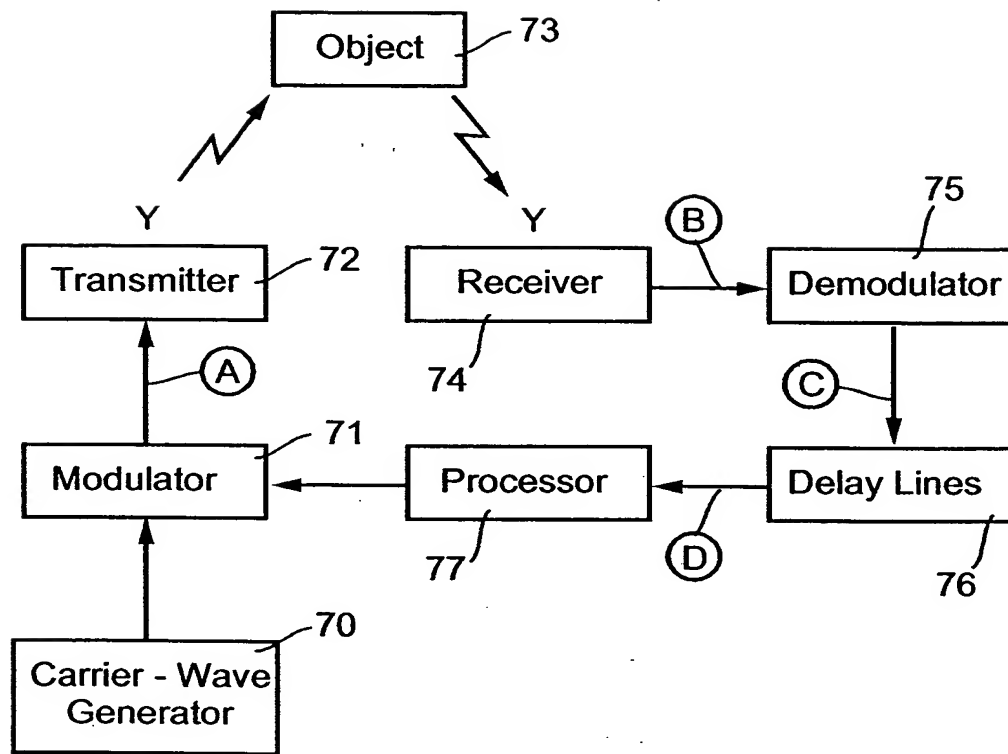 Object
73
Y
Y
B
75
Transmitter
72
Receiver
Demodulator
74
A
C
71
Modulator
Processor
Delay Lines
77
D
76
70
Carrier - Wave
Generator